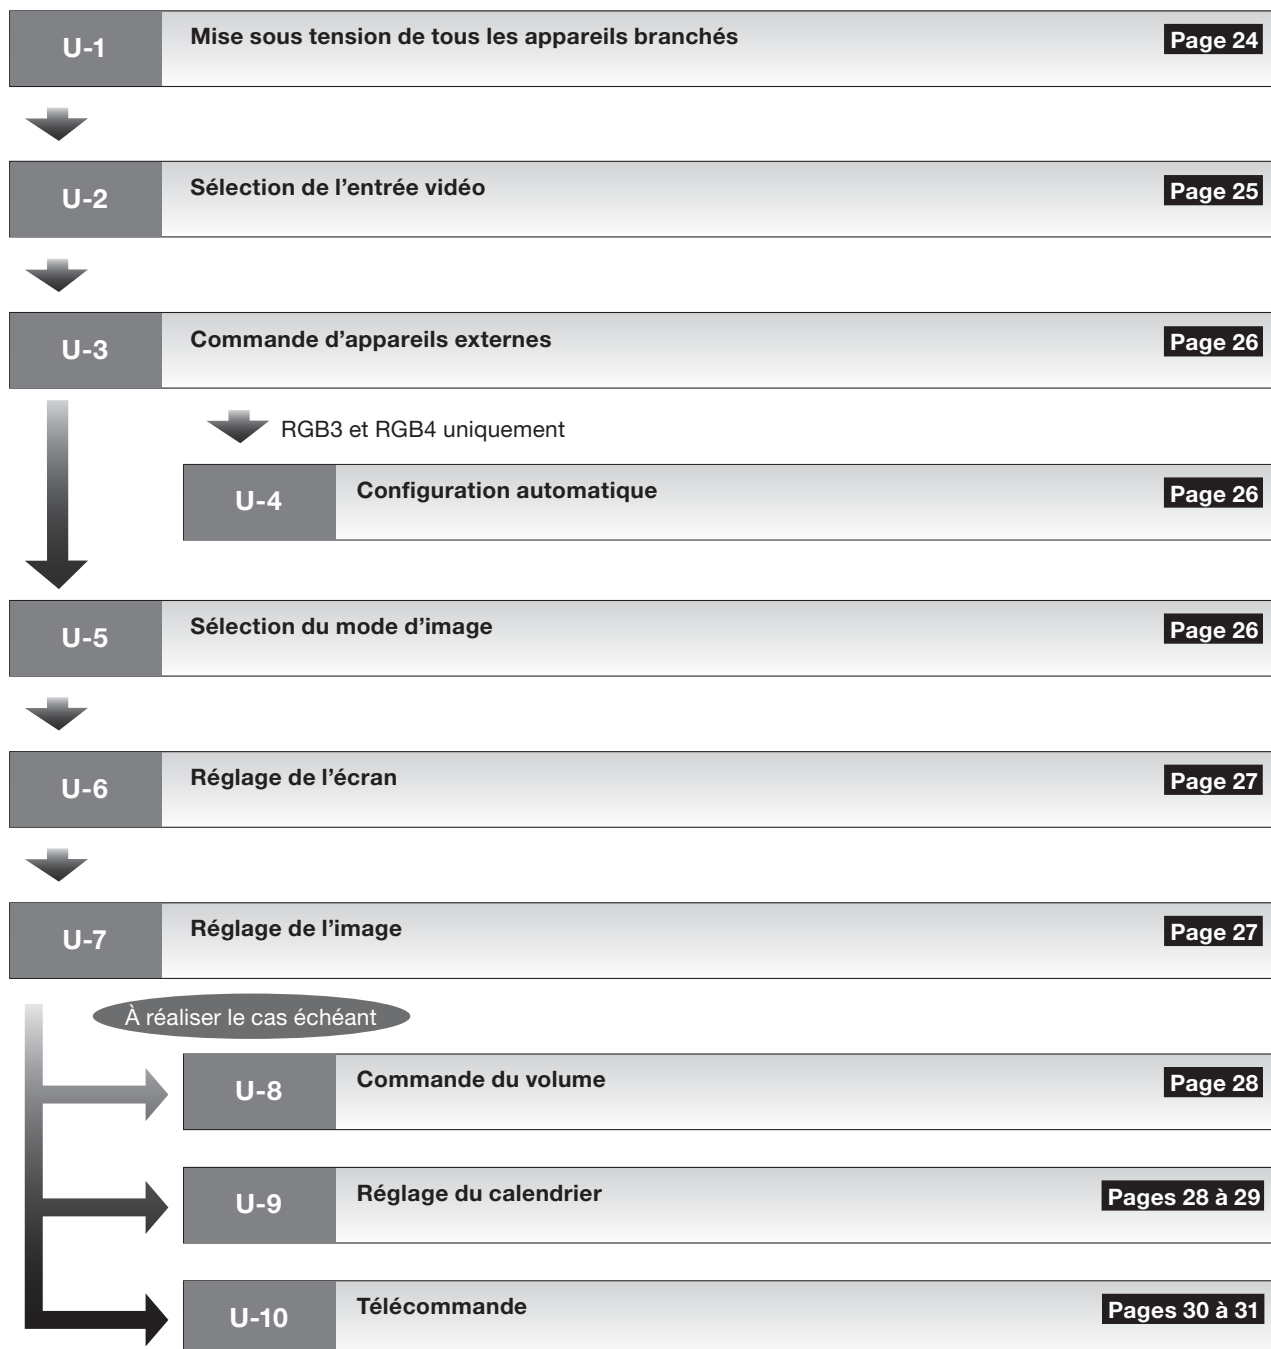 U-1
Mise sous tension de tous les appareils branchés
Page 24
U-2
Sélection de l’entrée vidéo
Page 25
U-3
Commande d’appareils externes
Page 26
RGB3 et RGB4 uniquement
U-4
Configuration automatique
Page 26
U-5
Sélection du mode d’image
Page 26
U-6
Réglage de l’écran
Page 27
U-7
Réglage de l’image
Page 27
À réaliser le cas échéant
U-8
Commande du volume
Page 28
U-9
Réglage du calendrier
Pages 28 à 29
U-10
Télécommande
Pages 30 à 31